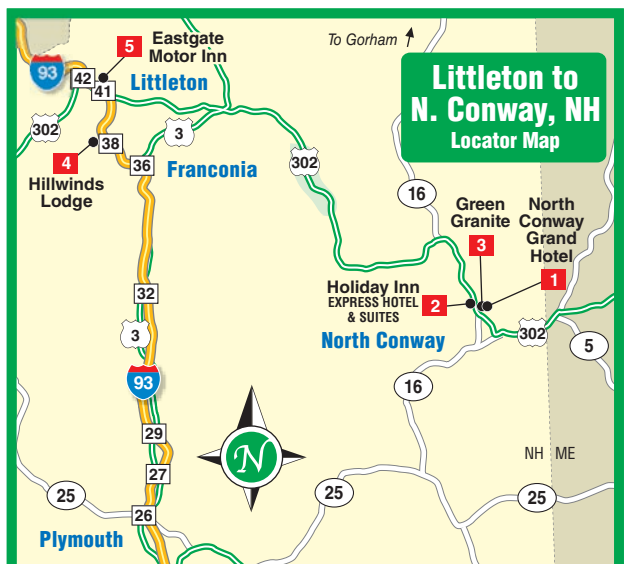 Littleton to
N. Conway, NH
Locator Map
To Gorham
5
Eastgate
Motor Inn
93
42
41
Littleton
302
3
38
4
Hillwinds
Lodge
36
Franconia
302
16
Green
Granite
3
North
Conway
Grand
Hotel
1
Holiday Inn
EXPRESS HOTEL
& SUITES
2
North Conway
302
5
32
3
93
16
29
N
NH
ME
27
25
25
25
26
Plymouth